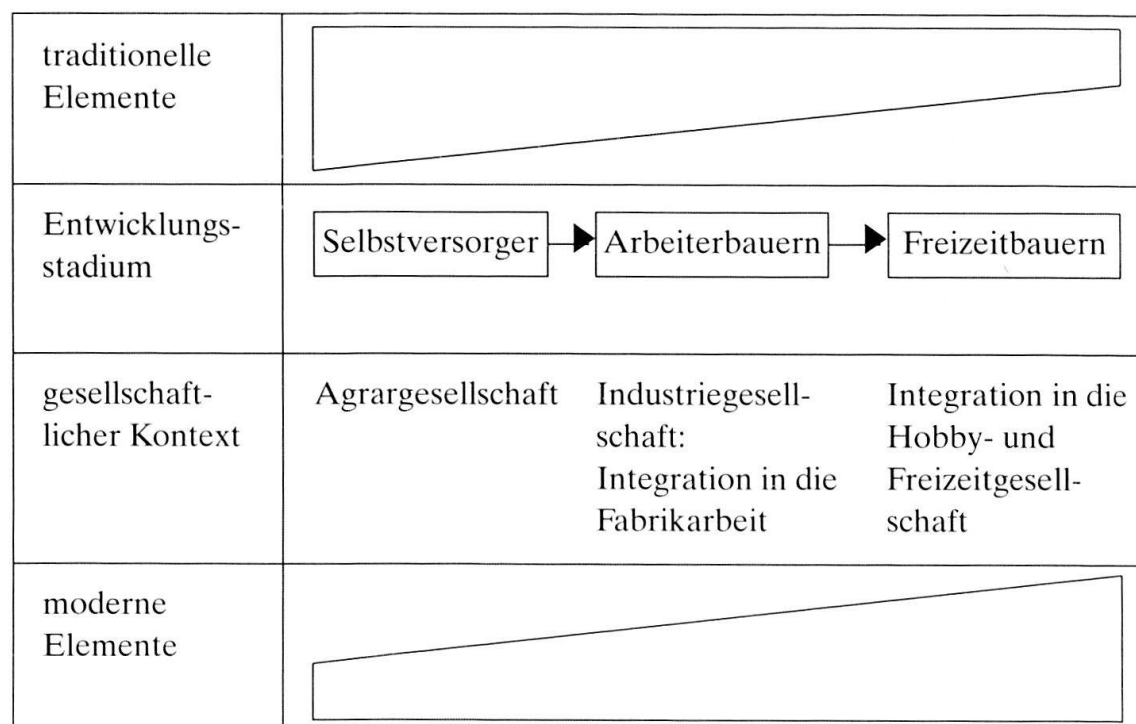 traditionelle
Elemente
Entwicklungs-
stadium
Selbstversorger
Arbeiterbauern
Freizeitbauern
gesellschaft-
licher Kontext
Agrargesellschaft
Industriegesell-
schaft:
Integration in die
Fabrikarbeit
Integration in die
Hobby- und
Freizeitgesell-
schaft
moderne
Elemente